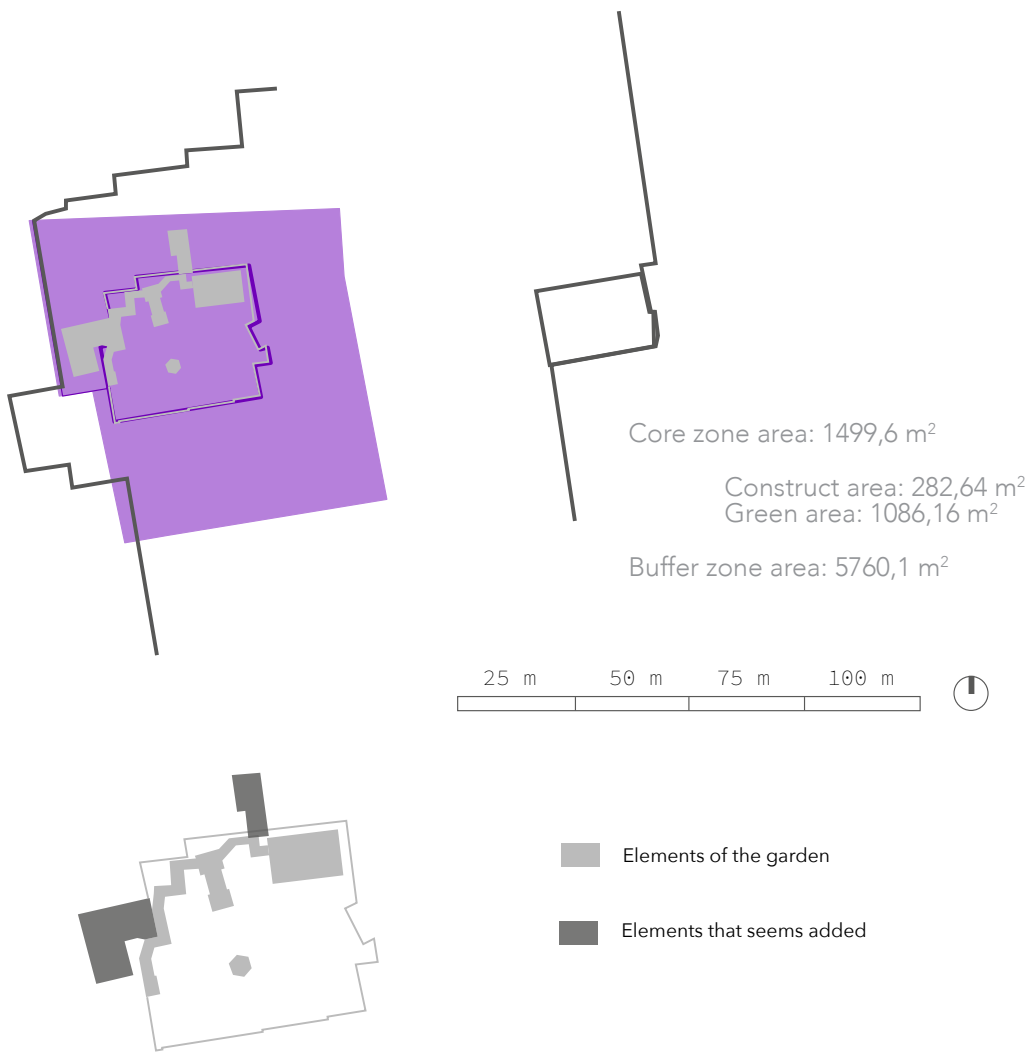 Core zone area: 1499,6 m²
Construct area: 282,64 m²
Green area: 1086,16 m²
Buffer zone area: 5760,1 m²
25 m 50 m 75 m 100 m
Elements of the garden
Elements that seems added